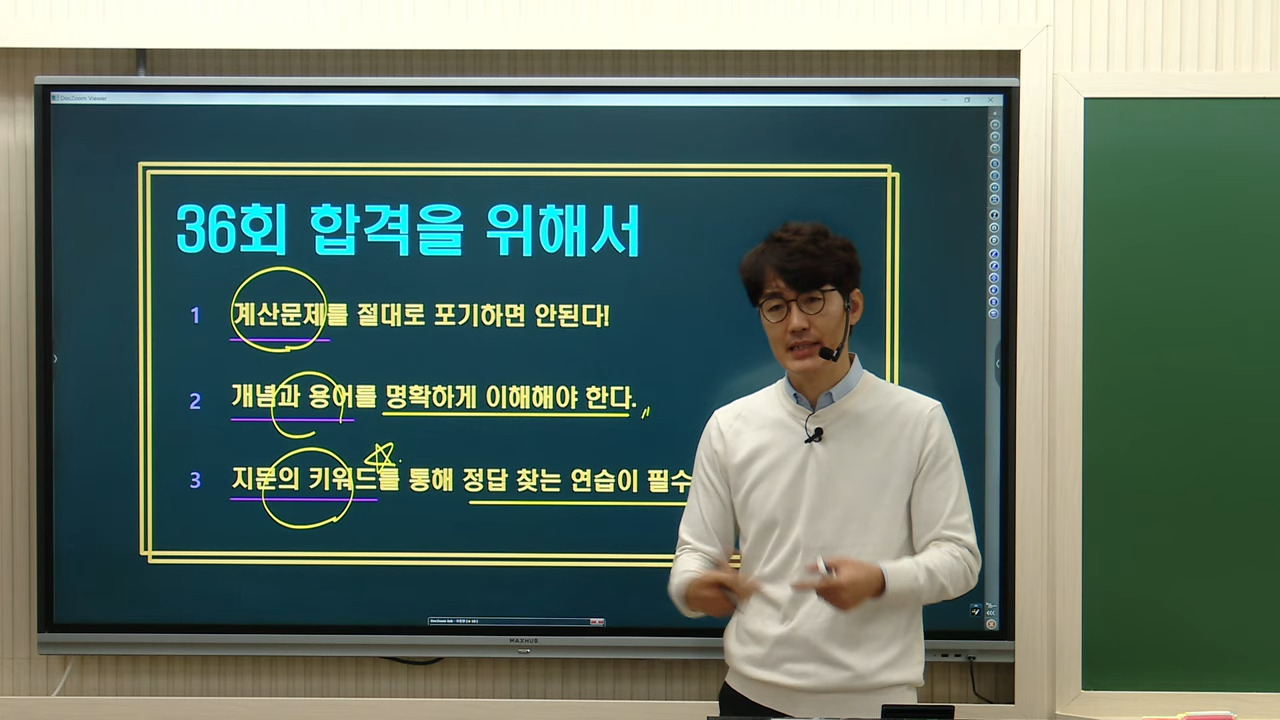 DocZoom Viewer
36회 합격을 위해서
1 계산문제를 절대로 포기하면 안된다!
2 개념과 용어를 명확하게 이해해야 한다.
3 지문의 키워드를 통해 정답 찾는 연습이 필수
MAXHUB